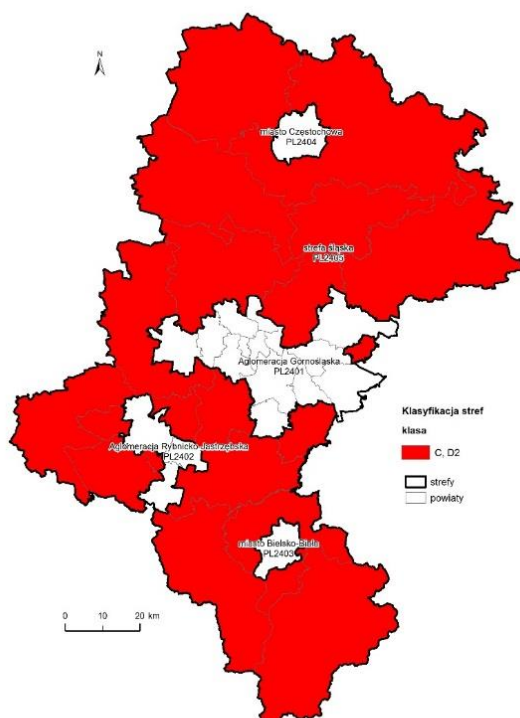 N
miasto Częstochowa
PL2404
strefa śląska
PL2405
Aglomeracja Górnośląska
PL2401
Klasyfikacja stref
klasa
C, D2
strefy
powiaty
Aglomeracja Rybnicko-Jastrzębska
PL2402
miasto Bielsko-Biała
PL2403
0 10 20 km